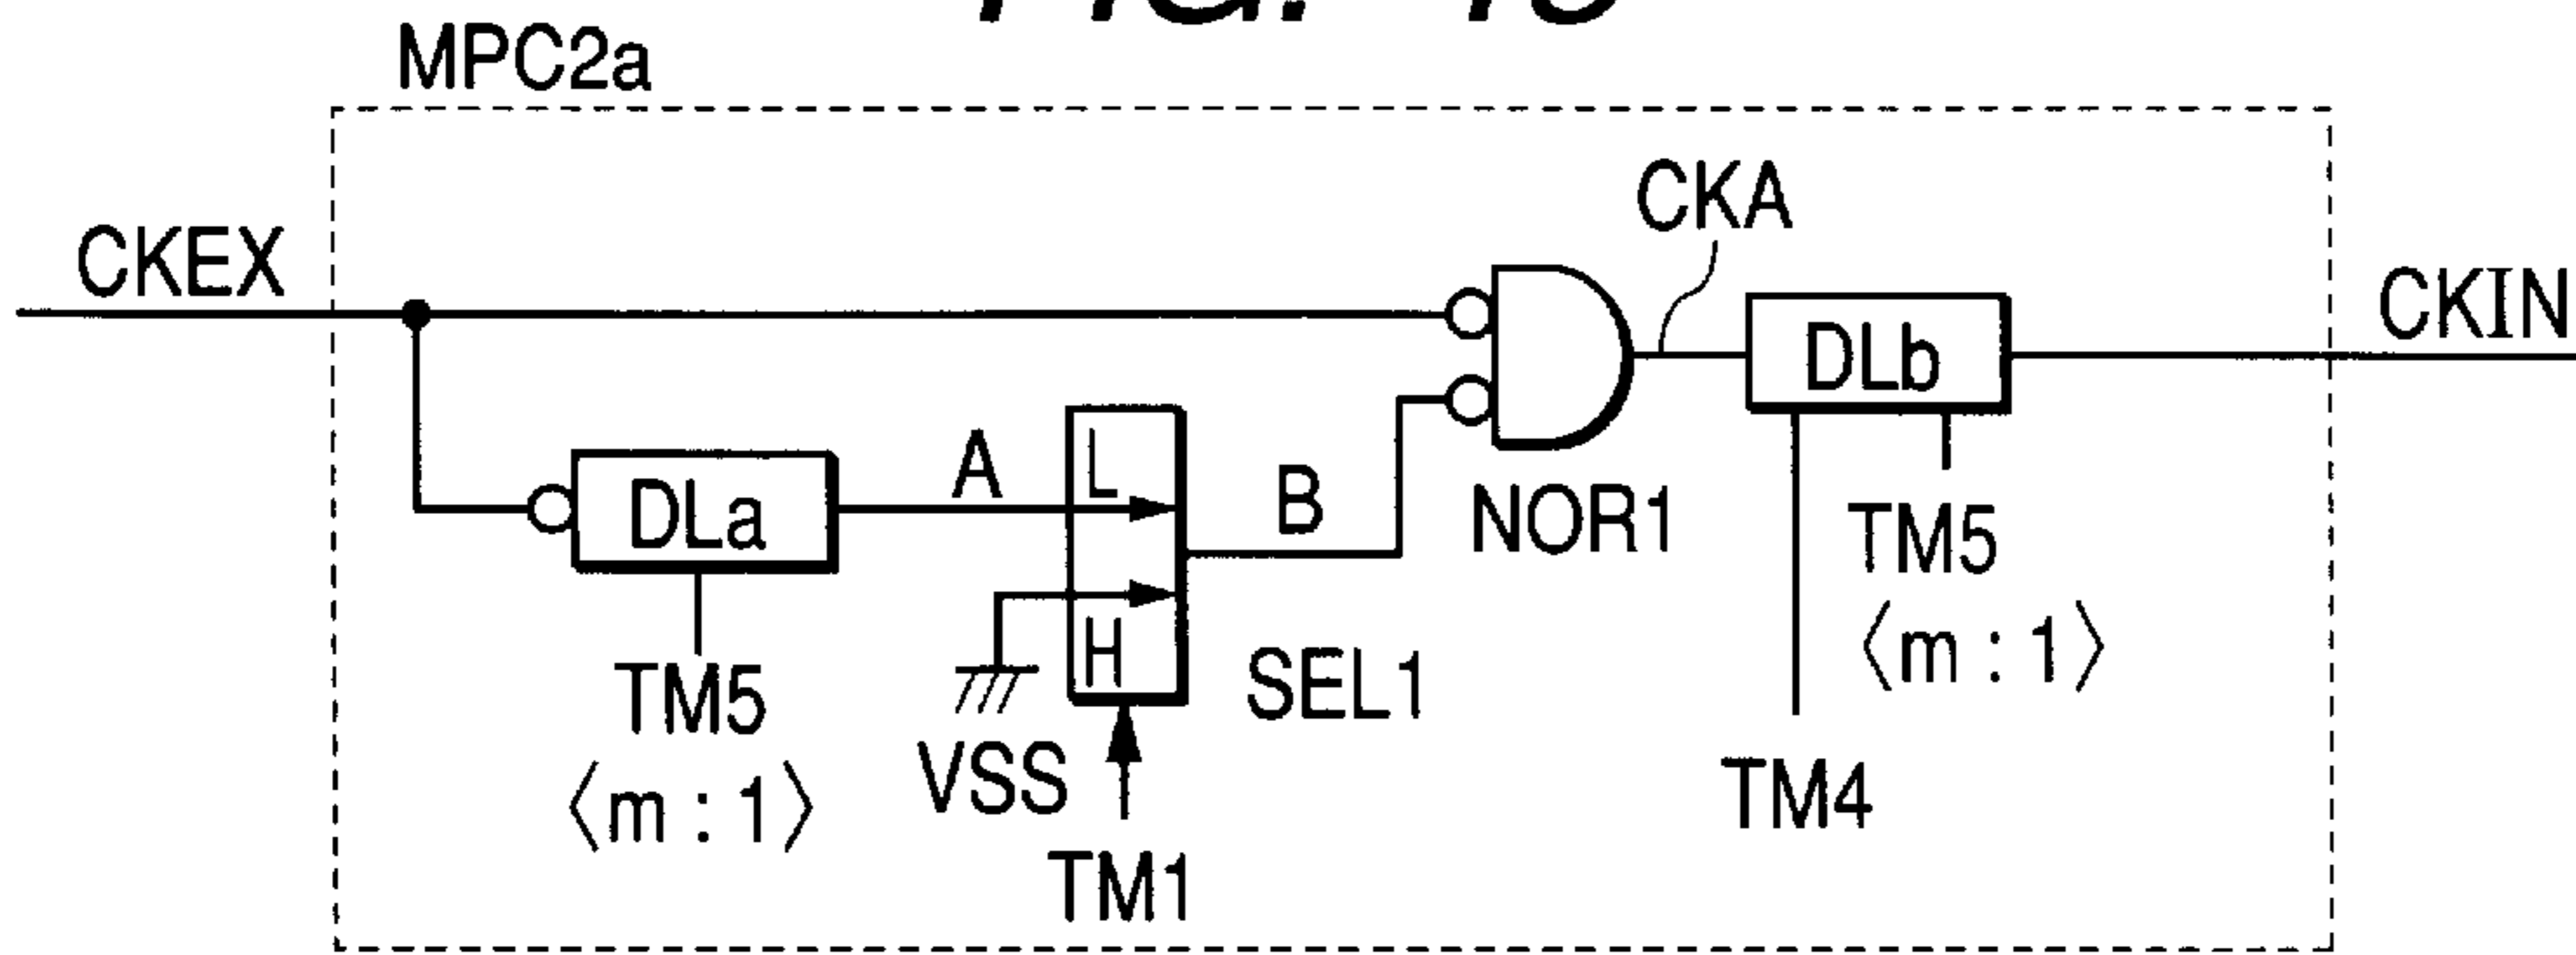 MPC2a
CKEX
CKA
CKIN
DLb
A
L
B
DLa
NOR1
TM5
<m : 1>
H
SEL1
TM5
<m : 1>
VSS
TM4
TM1